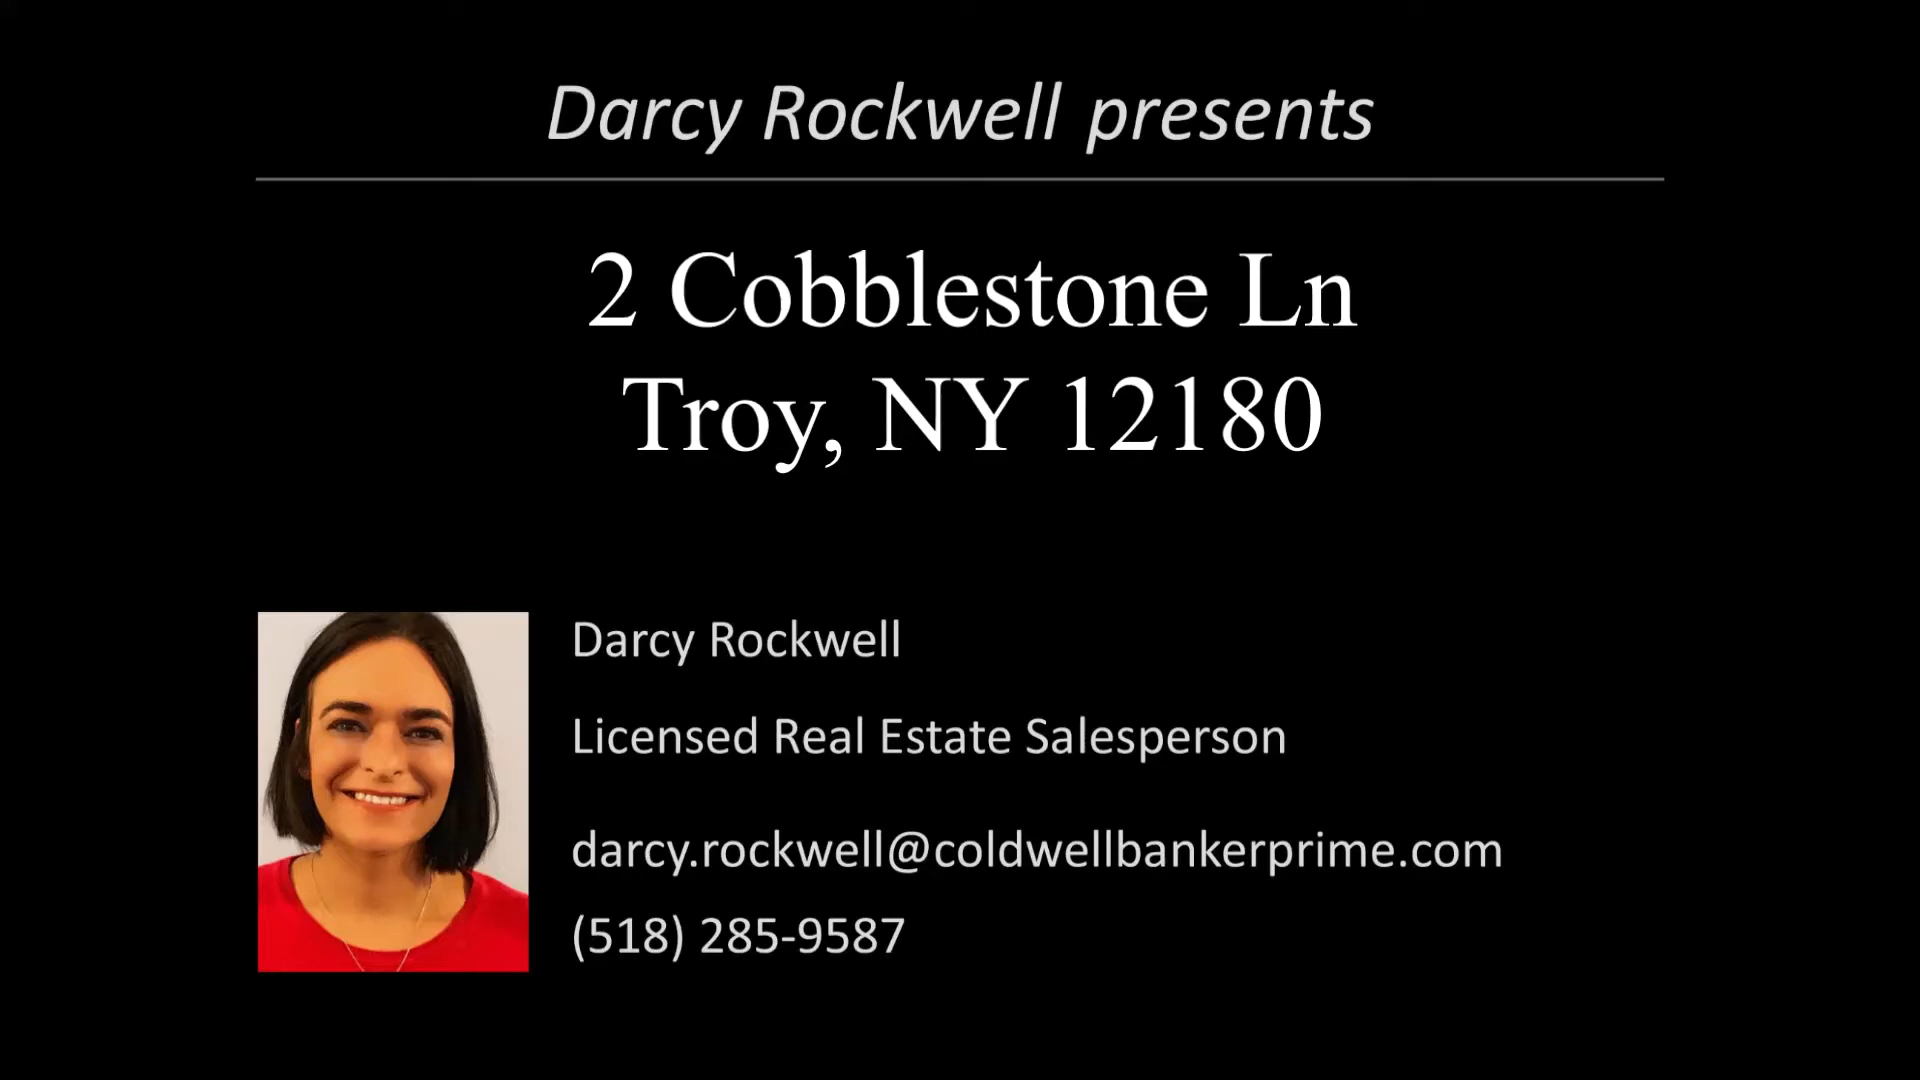 Darcy Rockwell presents
2 Cobblestone Ln
Troy, NY 12180
Darcy Rockwell
Licensed Real Estate Salesperson
darcy.rockwell@coldwellbankerprime.com
(518) 285-9587